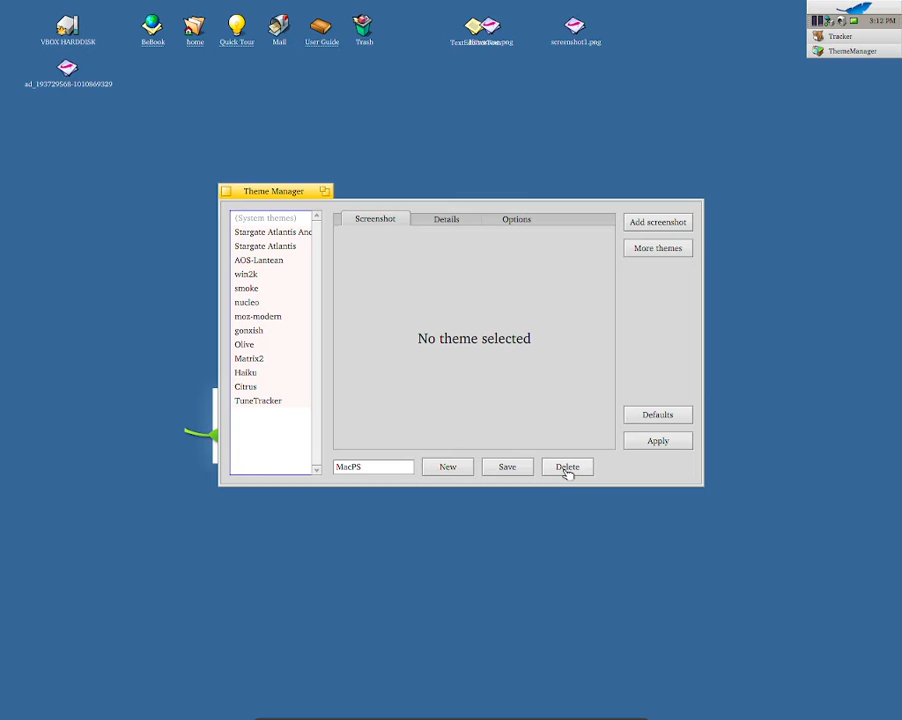 VBOX HARDDISK
BeBook
home
Quick Tour
Mail
User Guide
Trash
screenshot1.png
ad_193729568-1010869329
3:12 PM
Tracker
ThemeManager
Theme Manager
(System themes)
Stargate Atlantis Anc
Stargate Atlantis
AOS-Lantean
win2k
smoke
nucleo
moz-modern
gonxish
Olive
Matrix2
Haiku
Citrus
TuneTracker
Screenshot
Details
Options
No theme selected
Add screenshot
More themes
Defaults
Apply
MacPS
New
Save
Delete